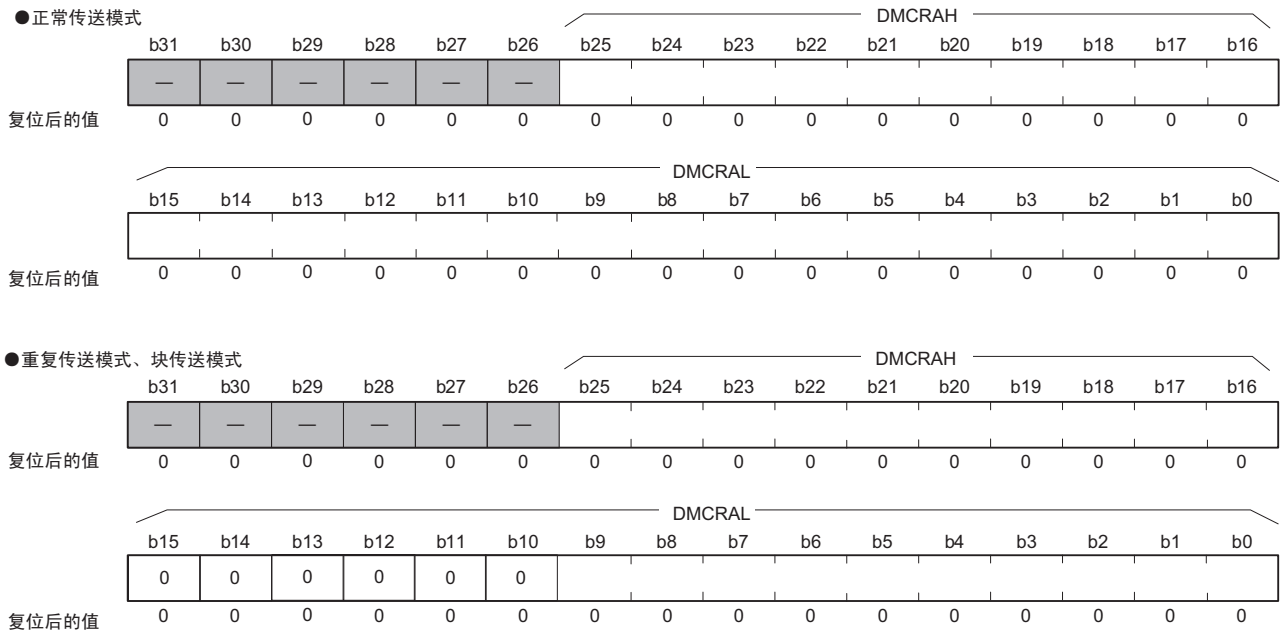 ●正常传送模式
DMCRAH
b31 b30 b29 b28 b27 b26 b25 b24 b23 b22 b21 b20 b19 b18 b17 b16
— — — — — —
复位后的值 0 0 0 0 0 0 0 0 0 0 0 0 0 0 0 0
DMCRAL
b15 b14 b13 b12 b11 b10 b9 b8 b7 b6 b5 b4 b3 b2 b1 b0
复位后的值 0 0 0 0 0 0 0 0 0 0 0 0 0 0 0 0
●重复传送模式、块传送模式
DMCRAH
b31 b30 b29 b28 b27 b26 b25 b24 b23 b22 b21 b20 b19 b18 b17 b16
— — — — — —
复位后的值 0 0 0 0 0 0 0 0 0 0 0 0 0 0 0 0
DMCRAL
b15 b14 b13 b12 b11 b10 b9 b8 b7 b6 b5 b4 b3 b2 b1 b0
0 0 0 0 0 0
复位后的值 0 0 0 0 0 0 0 0 0 0 0 0 0 0 0 0